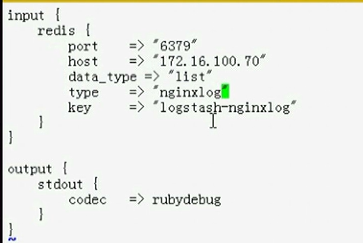 input {
    redis {
        port    => "6379"
        host    => "172.16.100.70"
        data_type => "list"
        type    => "nginxlog"
        key     => "logstash-nginxlog"
    }
}

output {
    stdout {
        codec   => rubydebug
    }
}
~